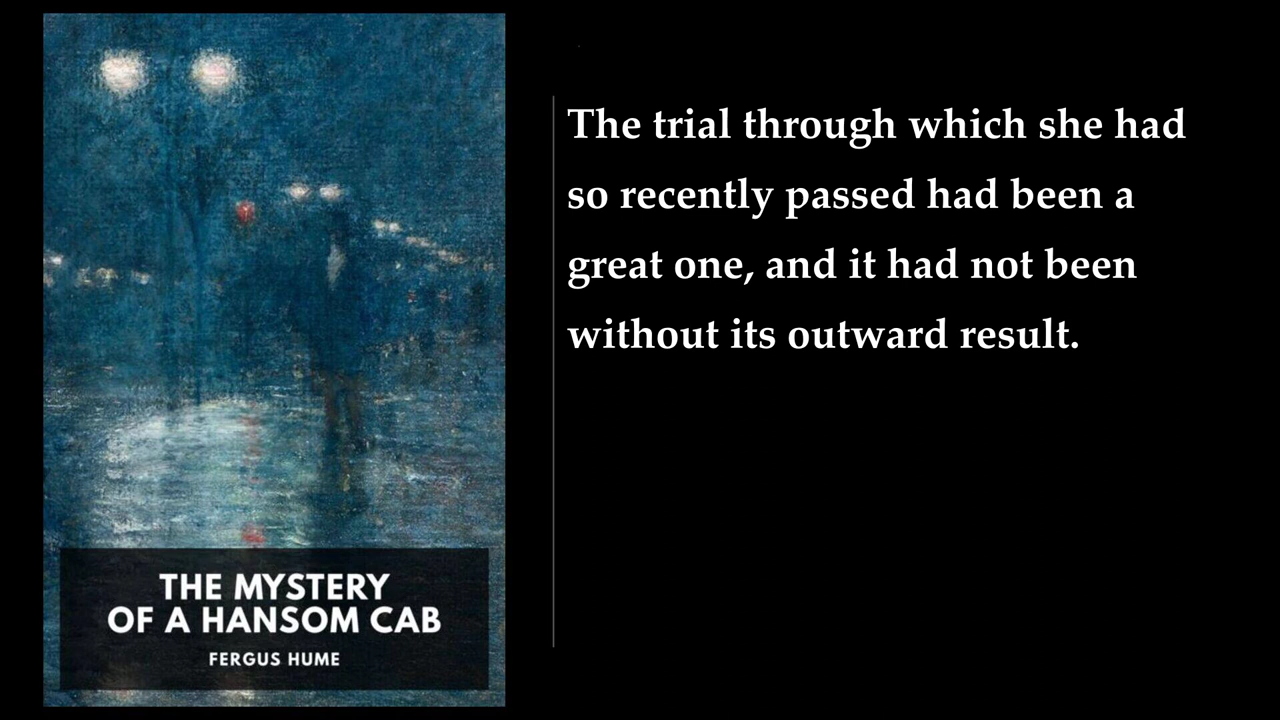 The trial through which she had
so recently passed had been a
great one, and it had not been
without its outward result.
THE MYSTERY
OF A HANSOM CAB
FERGUS HUME